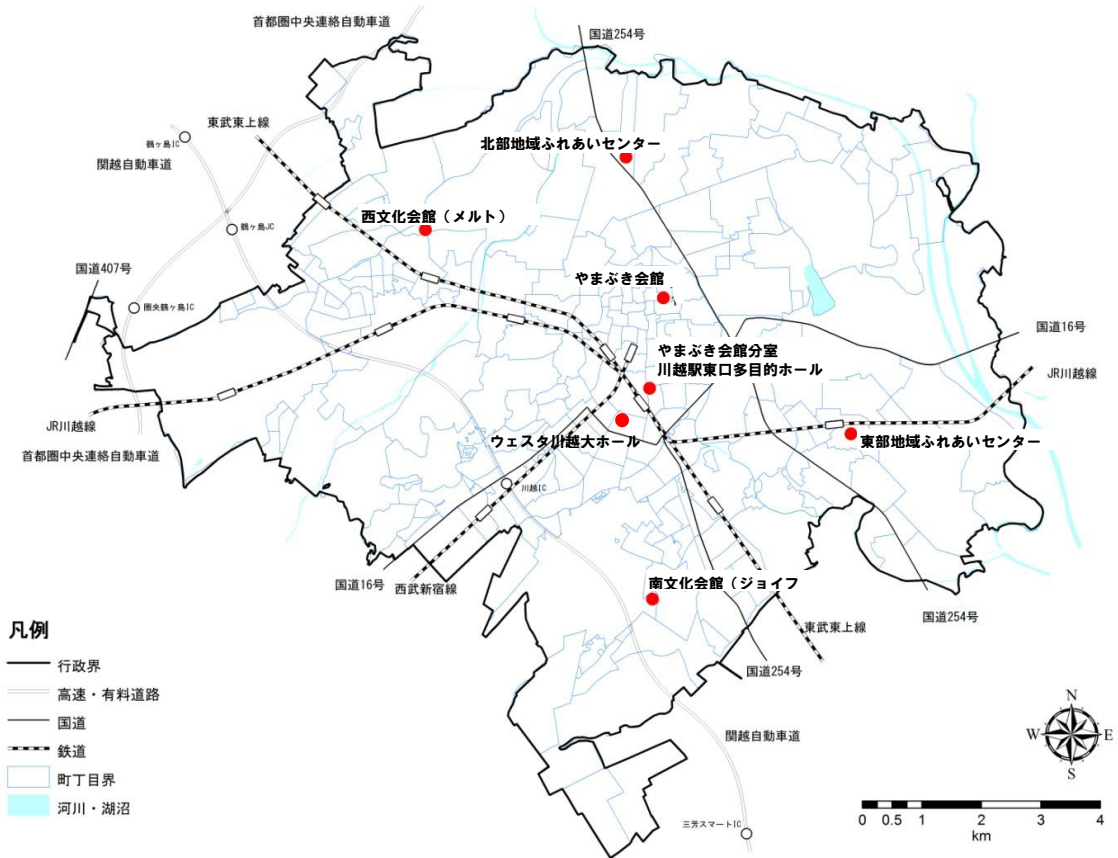 首都圏中央連絡自動車道
国道254号
東武東上線
鶴ヶ島IC
関越自動車道
北部地域ふれあいセンター
西文化会館（メルト）
鶴ヶ島JC
国道407号
やまぶき会館
圏央鶴ヶ島IC
国道16号
やまぶき会館分室
川越駅東口多目的ホール
JR川越線
JR川越線
ウェスタ川越大ホール
東部地域ふれあいセンター
首都圏中央連絡自動車道
川越IC
国道16号
西武新宿線
南文化会館（ジョイフ
国道254号
東武東上線
国道254号
凡例
行政界
高速・有料道路
国道
鉄道
町丁目界
河川・湖沼
関越自動車道
三芳スマートIC
N
W
E
S
0 0.5 1 2 3 4
km